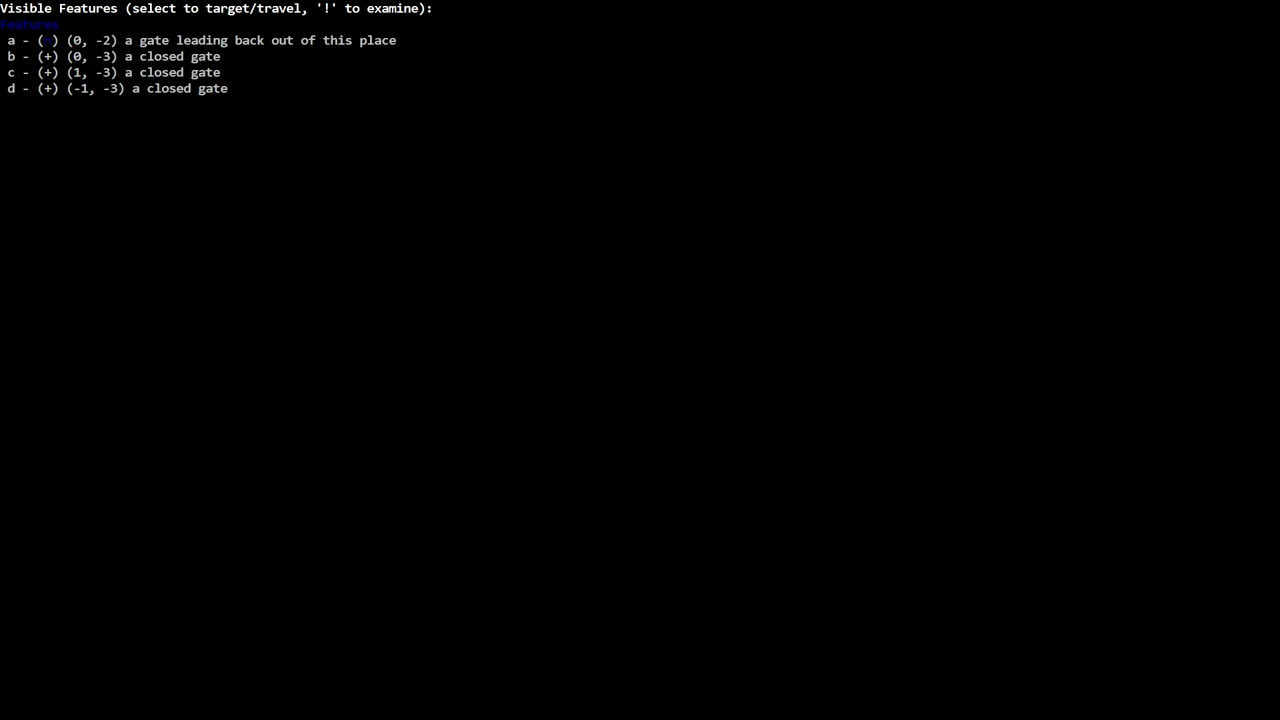 Visible Features (select to target/travel, '!' to examine):
Features
a - ( ) (0, -2) a gate leading back out of this place
b - (+) (0, -3) a closed gate
c - (+) (1, -3) a closed gate
d - (+) (-1, -3) a closed gate